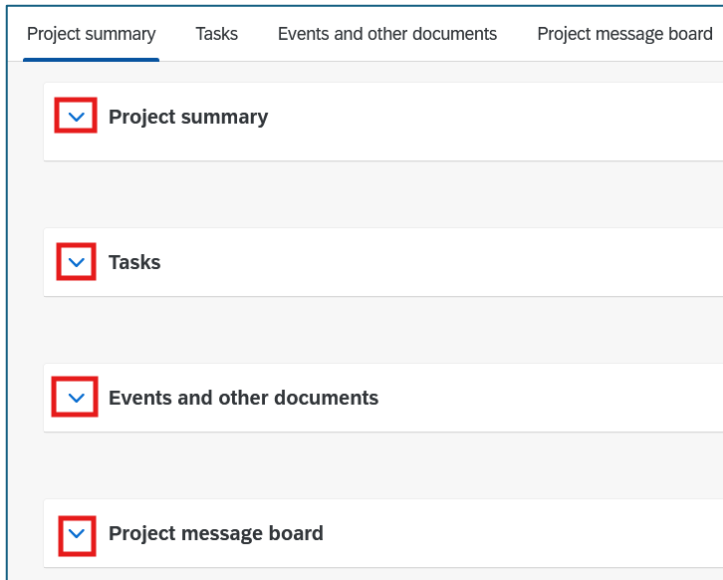 Project summary Tasks Events and other documents Project message board
Project summary
Tasks
Events and other documents
Project message board